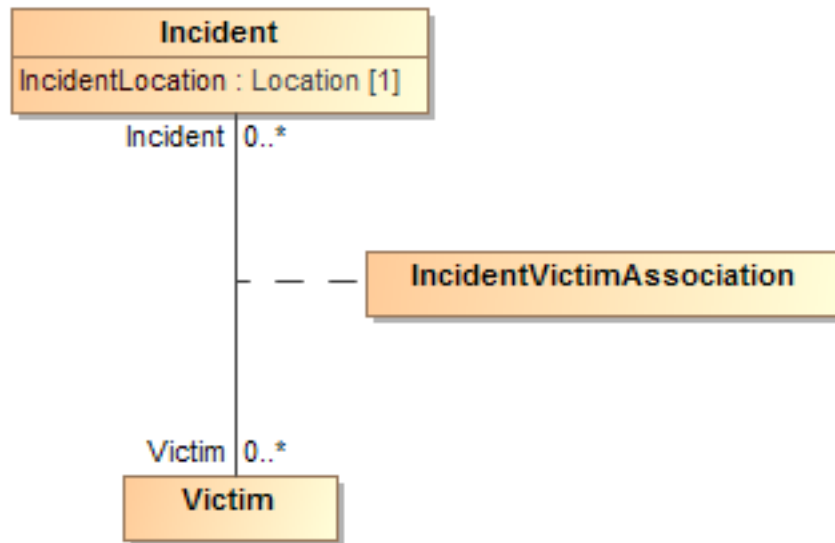 Incident
IncidentLocation : Location [1]
Incident 0..*
IncidentVictimAssociation
Victim 0..*
Victim